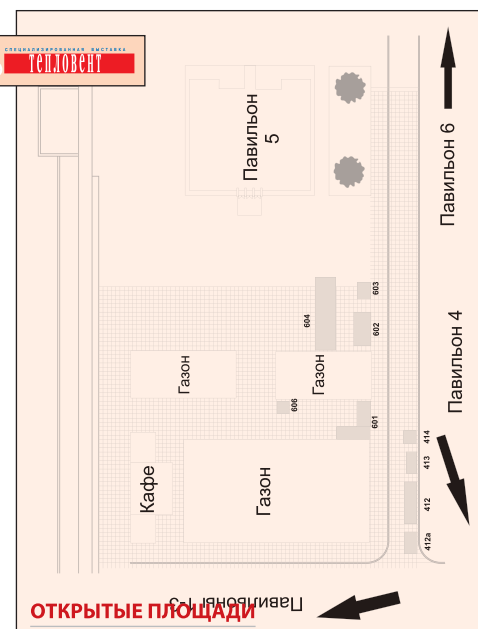 СПЕЦИАЛИЗИРОВАННАЯ ВЫСТАВКА
ТЕПЛОВЕНТ
Павильон
5
Павильон 6
603
604
602
Павильон 4
Газон
Газон
606
601
414
413
Кафе
Газон
412
412а
Павильоны 1-3
ОТКРЫТЫЕ ПЛОЩАДИ